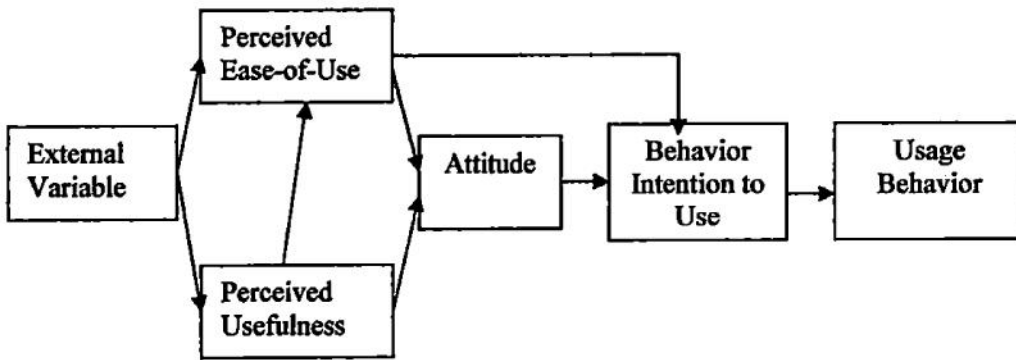 Perceived
Ease-of-Use
External
Variable
Attitude
Behavior
Intention to
Use
Usage
Behavior
Perceived
Usefulness